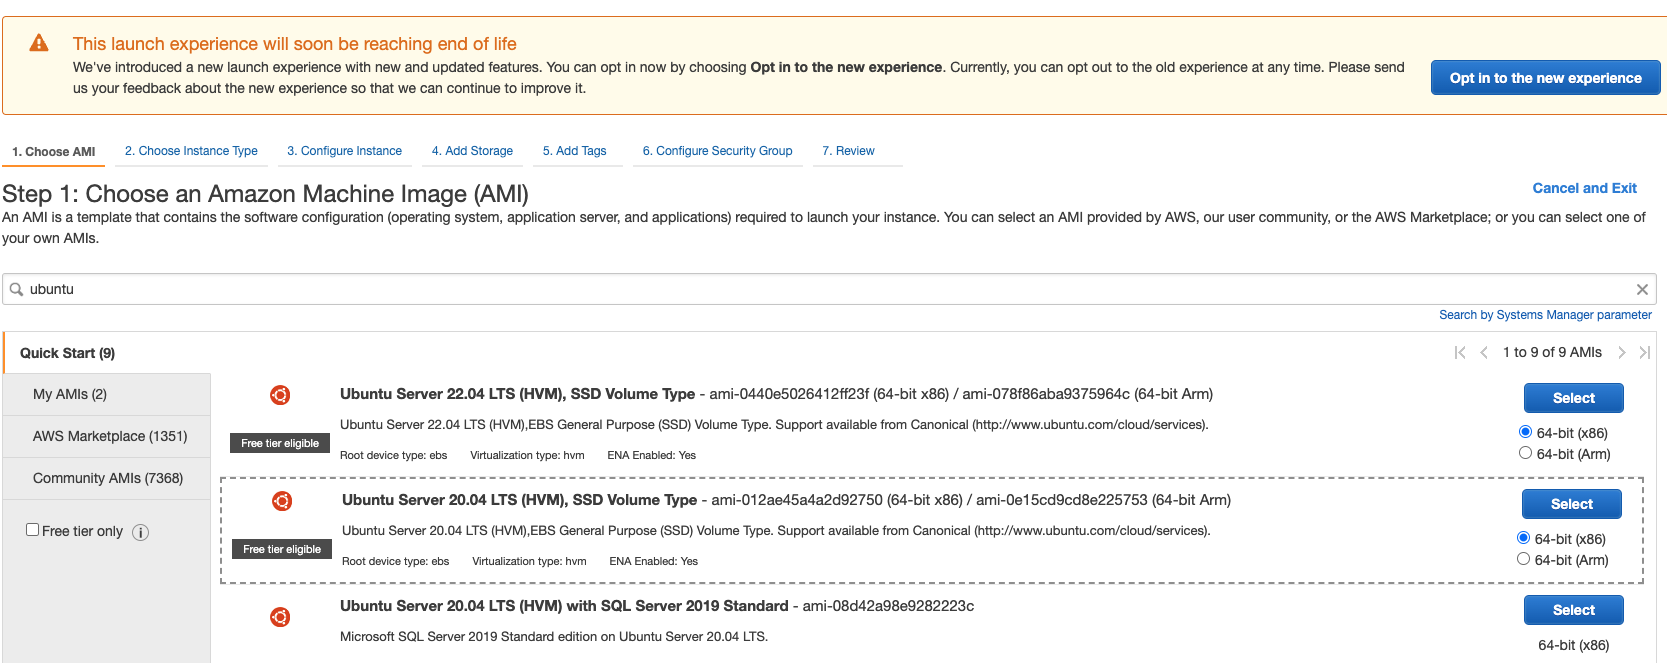 This launch experience will soon be reaching end of life
We've introduced a new launch experience with new and updated features. You can opt in now by choosing Opt in to the new experience. Currently, you can opt out to the old experience at any time. Please send
us your feedback about the new experience so that we can continue to improve it.
Opt in to the new experience
1. Choose AMI 2. Choose Instance Type 3. Configure Instance 4. Add Storage 5. Add Tags 6. Configure Security Group 7. Review
Step 1: Choose an Amazon Machine Image (AMI)
Cancel and Exit
An AMI is a template that contains the software configuration (operating system, application server, and applications) required to launch your instance. You can select an AMI provided by AWS, our user community, or the AWS Marketplace; or you can select one of
your own AMIs.
ubuntu
Search by Systems Manager parameter
Quick Start (9)
1 to 9 of 9 AMIs
My AMIs (2)
AWS Marketplace (1351)
Community AMIs (7368)
Free tier only
Ubuntu Server 22.04 LTS (HVM), SSD Volume Type - ami-0440e5026412ff23f (64-bit x86) / ami-078f86aba9375964c (64-bit Arm)
Ubuntu Server 22.04 LTS (HVM),EBS General Purpose (SSD) Volume Type. Support available from Canonical (http://www.ubuntu.com/cloud/services).
Free tier eligible
Root device type: ebs Virtualization type: hvm ENA Enabled: Yes
Select
64-bit (x86)
64-bit (Arm)
Ubuntu Server 20.04 LTS (HVM), SSD Volume Type - ami-012ae45a4a2d92750 (64-bit x86) / ami-0e15cd9cd8e225753 (64-bit Arm)
Ubuntu Server 20.04 LTS (HVM),EBS General Purpose (SSD) Volume Type. Support available from Canonical (http://www.ubuntu.com/cloud/services).
Free tier eligible
Root device type: ebs Virtualization type: hvm ENA Enabled: Yes
Select
64-bit (x86)
64-bit (Arm)
Ubuntu Server 20.04 LTS (HVM) with SQL Server 2019 Standard - ami-08d42a98e9282223c
Microsoft SQL Server 2019 Standard edition on Ubuntu Server 20.04 LTS.
Select
64-bit (x86)